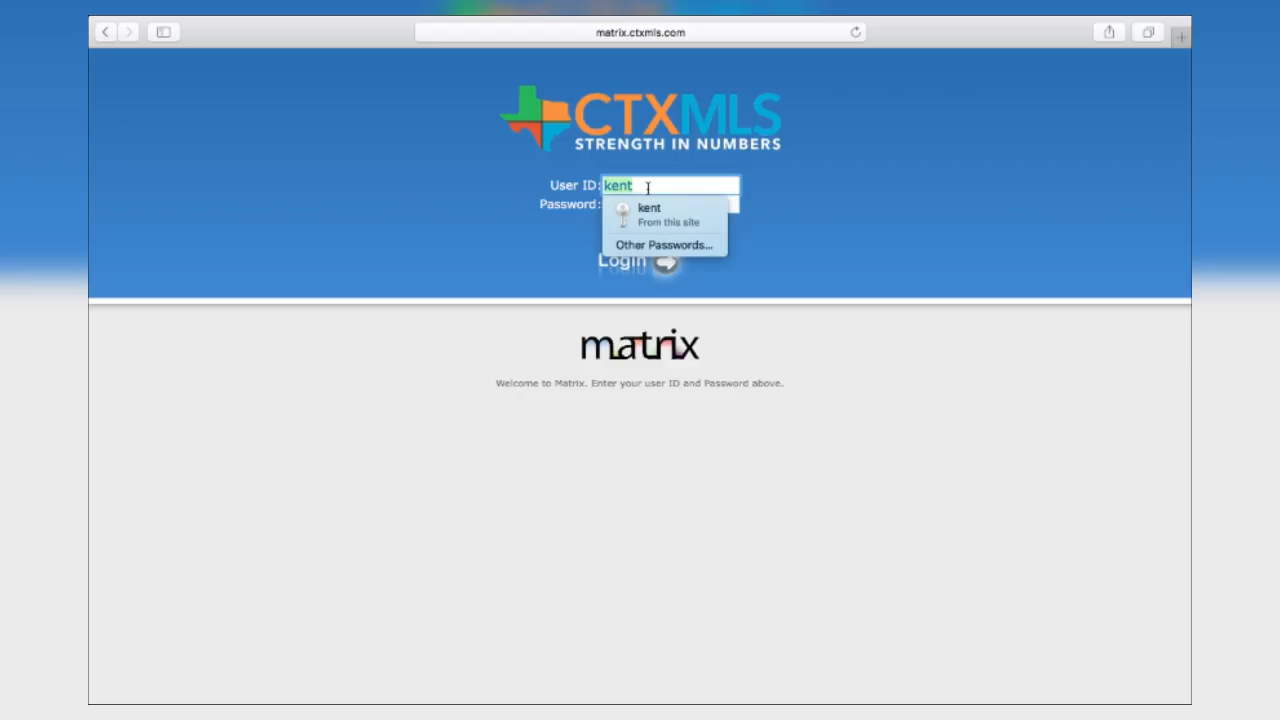 matrix.ctxmls.com
CTXMLS
STRENGTH IN NUMBERS
User ID: kent
Password:
kent
From this site
Other Passwords...
Login
matrix
Welcome to Matrix. Enter your user ID and Password above.